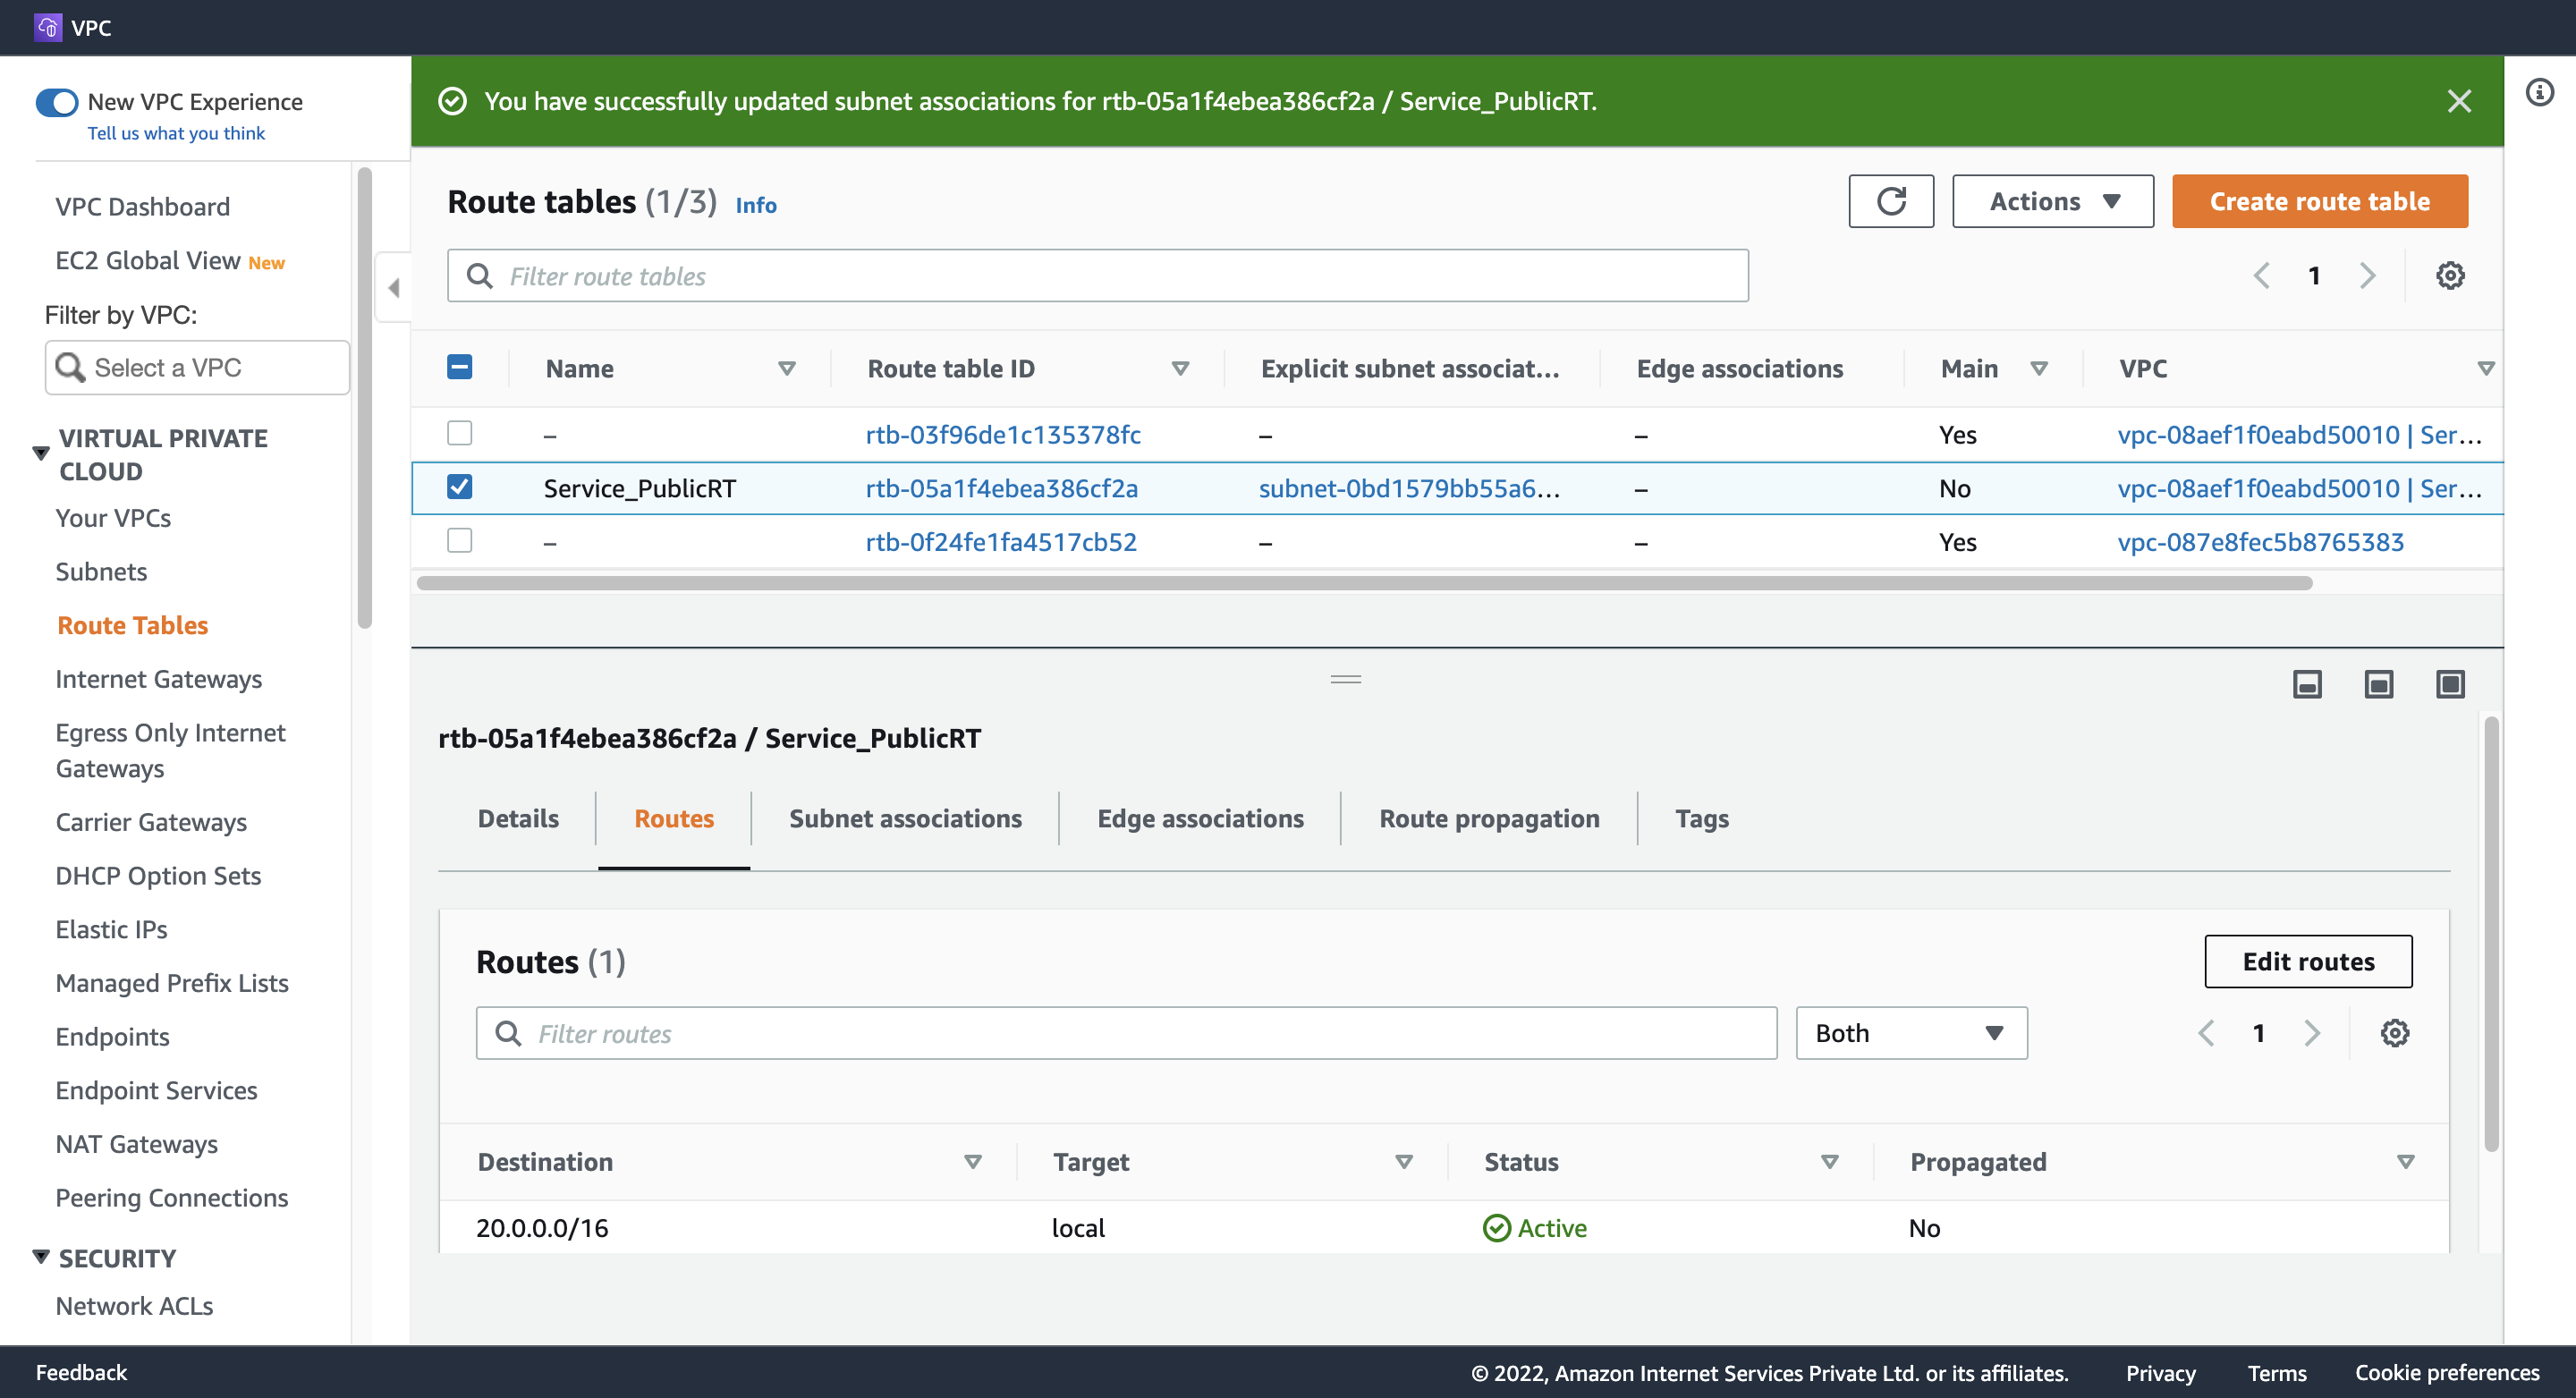 VPC
New VPC Experience
Tell us what you think
VPC Dashboard
EC2 Global View New
Filter by VPC:
Select a VPC
VIRTUAL PRIVATE
CLOUD
Your VPCs
Subnets
Route Tables
Internet Gateways
Egress Only Internet
Gateways
Carrier Gateways
DHCP Option Sets
Elastic IPs
Managed Prefix Lists
Endpoints
Endpoint Services
NAT Gateways
Peering Connections
SECURITY
Network ACLs
You have successfully updated subnet associations for rtb-05a1f4ebea386cf2a / Service_PublicRT.
Route tables (1/3) Info
Actions
Create route table
Filter route tables
1
Name Route table ID Explicit subnet associat... Edge associations Main VPC
– rtb-03f96de1c135378fc – – Yes vpc-08aef1f0eabd50010 | Ser...
Service_PublicRT rtb-05a1f4ebea386cf2a subnet-0bd1579bb55a6... – No vpc-08aef1f0eabd50010 | Ser...
– rtb-0f24fe1fa4517cb52 – – Yes vpc-087e8fec5b8765383
rtb-05a1f4ebea386cf2a / Service_PublicRT
Details Routes Subnet associations Edge associations Route propagation Tags
Routes (1)
Edit routes
Filter routes
Both
1
Destination Target Status Propagated
20.0.0.0/16 local Active No
Feedback
© 2022, Amazon Internet Services Private Ltd. or its affiliates. Privacy Terms Cookie preferences